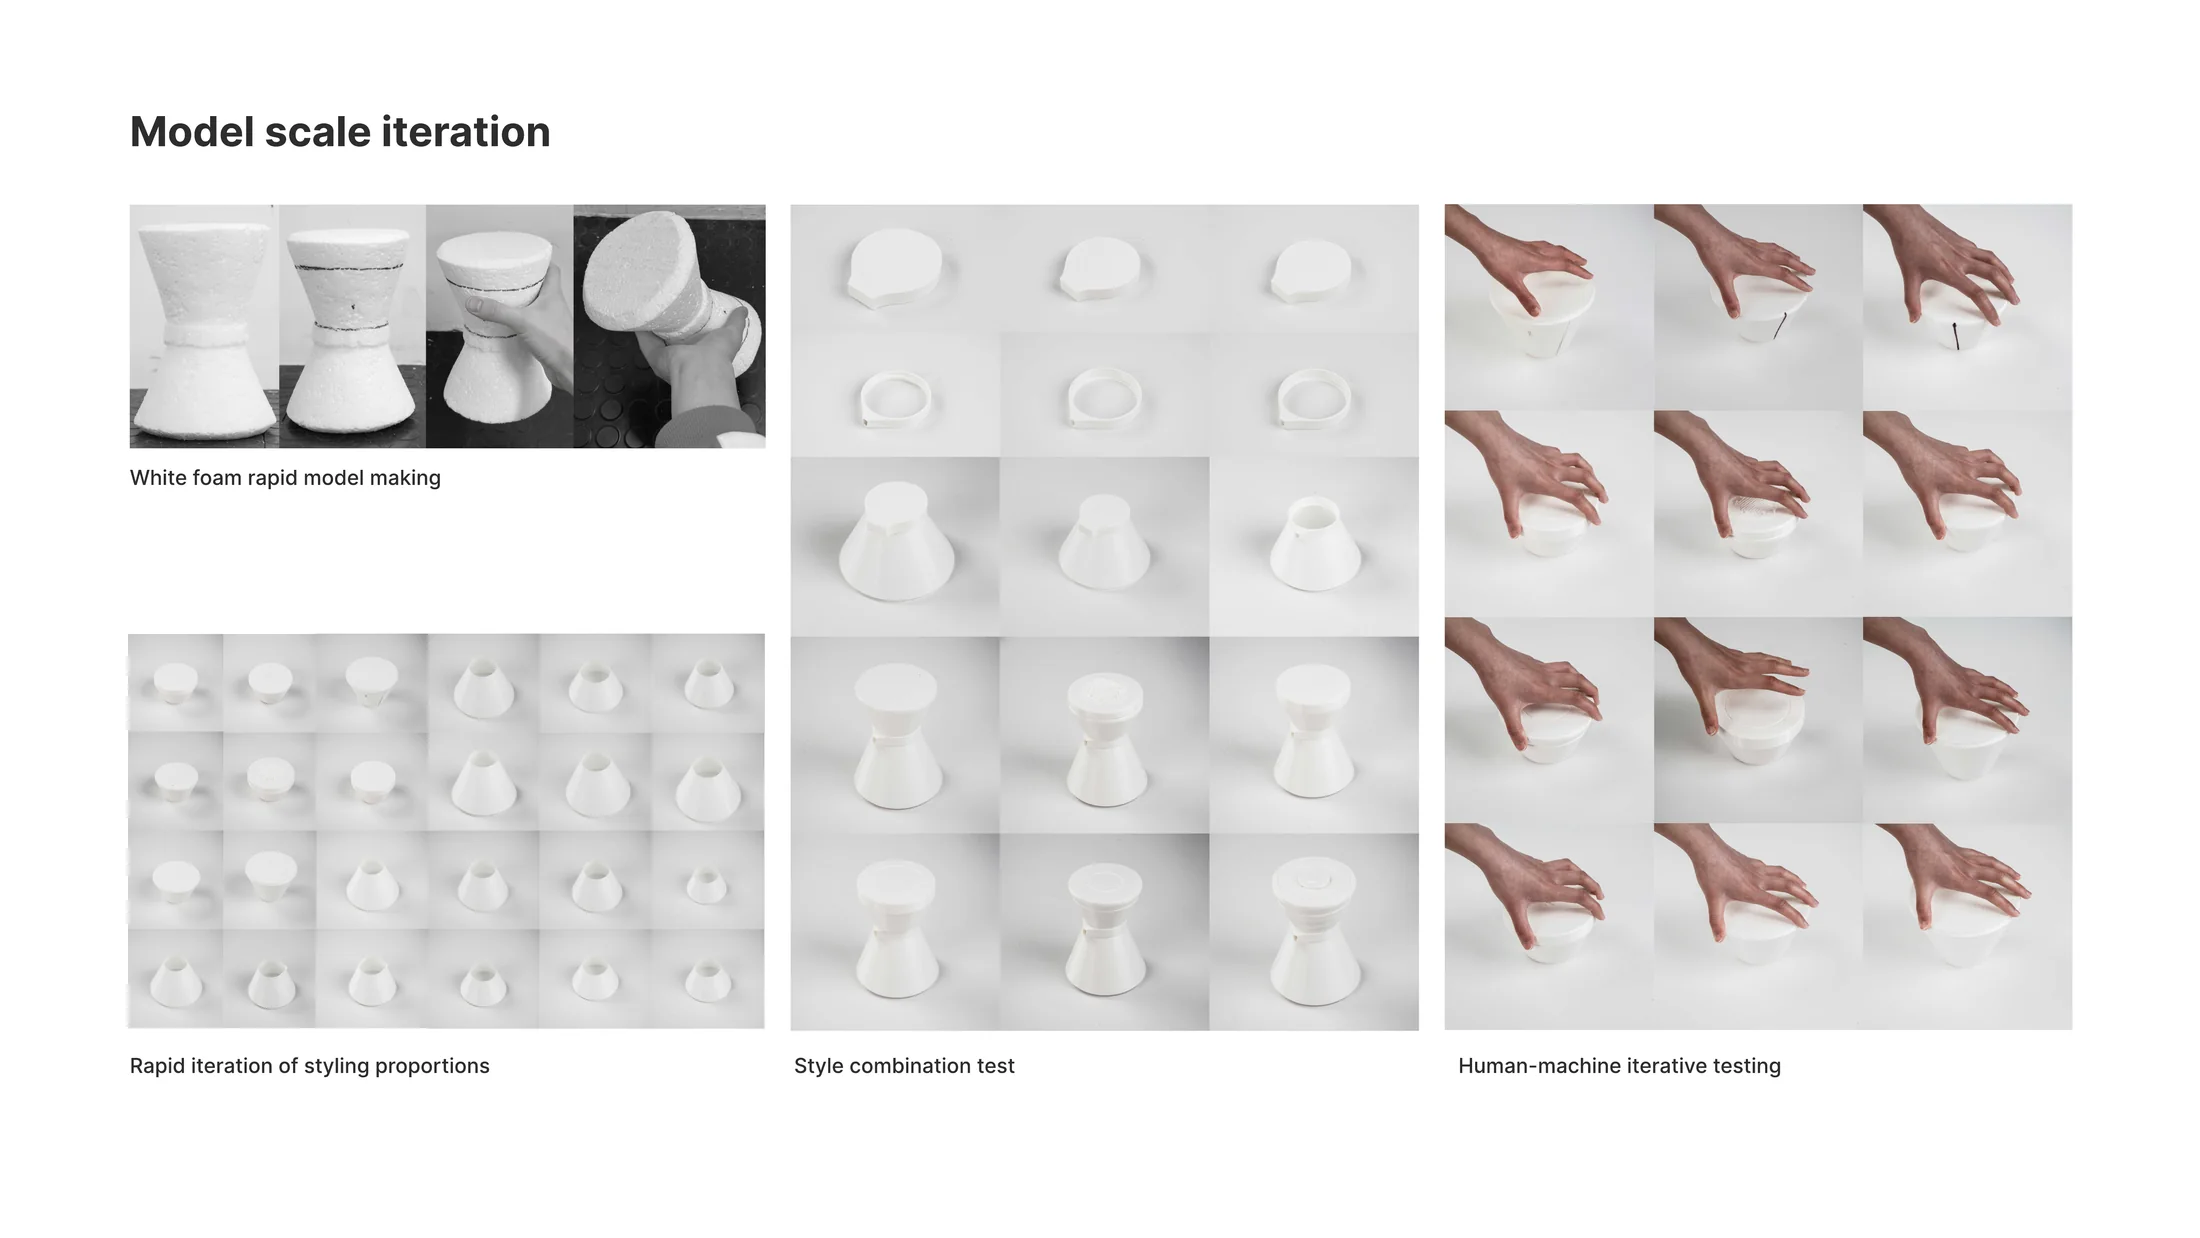 Model scale iteration
White foam rapid model making
Rapid iteration of styling proportions
Style combination test
Human-machine iterative testing